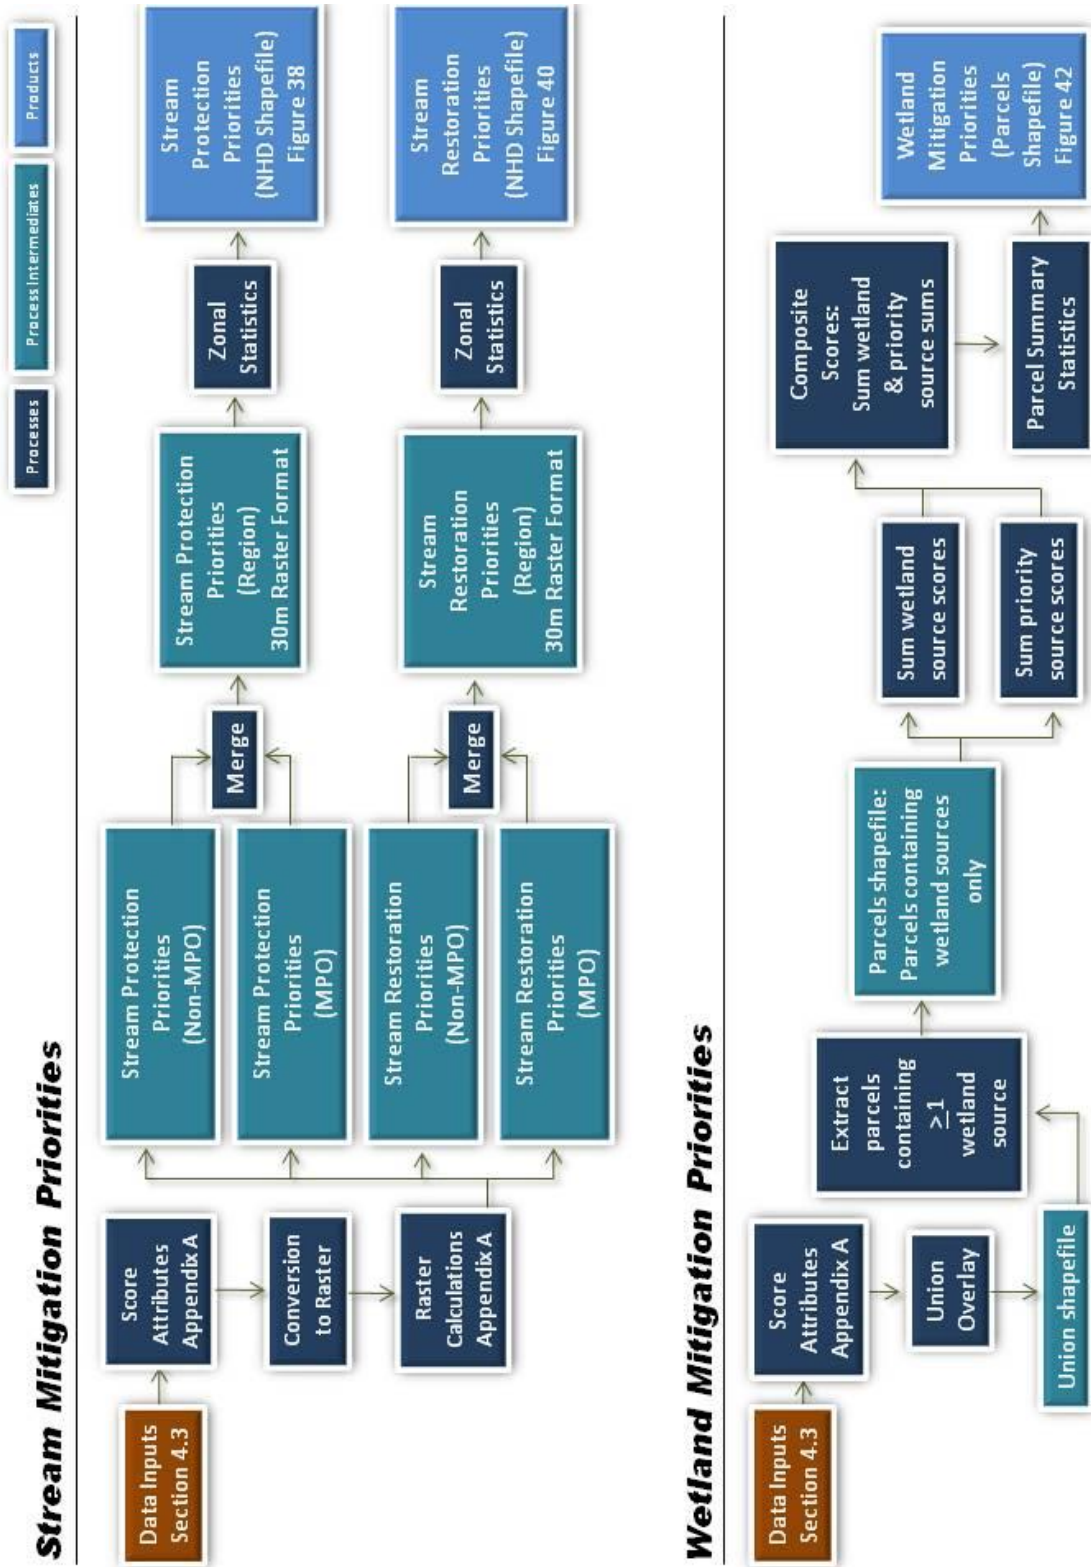 Processes
Process Intermediates
Products
Stream Mitigation Priorities
Data Inputs
Section 4.3
Score
Attributes
Appendix A
Conversion
to Raster
Raster
Calculations
Appendix A
Stream Protection
Priorities
(Non-MPO)
Stream Protection
Priorities
(MPO)
Stream Restoration
Priorities
(Non-MPO)
Stream Restoration
Priorities
(MPO)
Merge
Merge
Stream Protection
Priorities
(Region)
30m Raster Format
Stream
Restoration
Priorities
(Region)
30m Raster Format
Zonal
Statistics
Zonal
Statistics
Stream
Protection
Priorities
(NHD Shapefile)
Figure 38
Stream
Restoration
Priorities
(NHD Shapefile)
Figure 40
Wetland Mitigation Priorities
Data Inputs
Section 4.3
Score
Attributes
Appendix A
Union
Overlay
Union shapefile
Extract
parcels
containing
>1
wetland
source
Parcels shapefile:
Parcels containing
wetland sources
only
Sum wetland
source scores
Sum priority
source scores
Composite
Scores:
Sum wetland
& priority
source sums
Parcel Summary
Statistics
Wetland
Mitigation
Priorities
(Parcels
Shapefile)
Figure 42